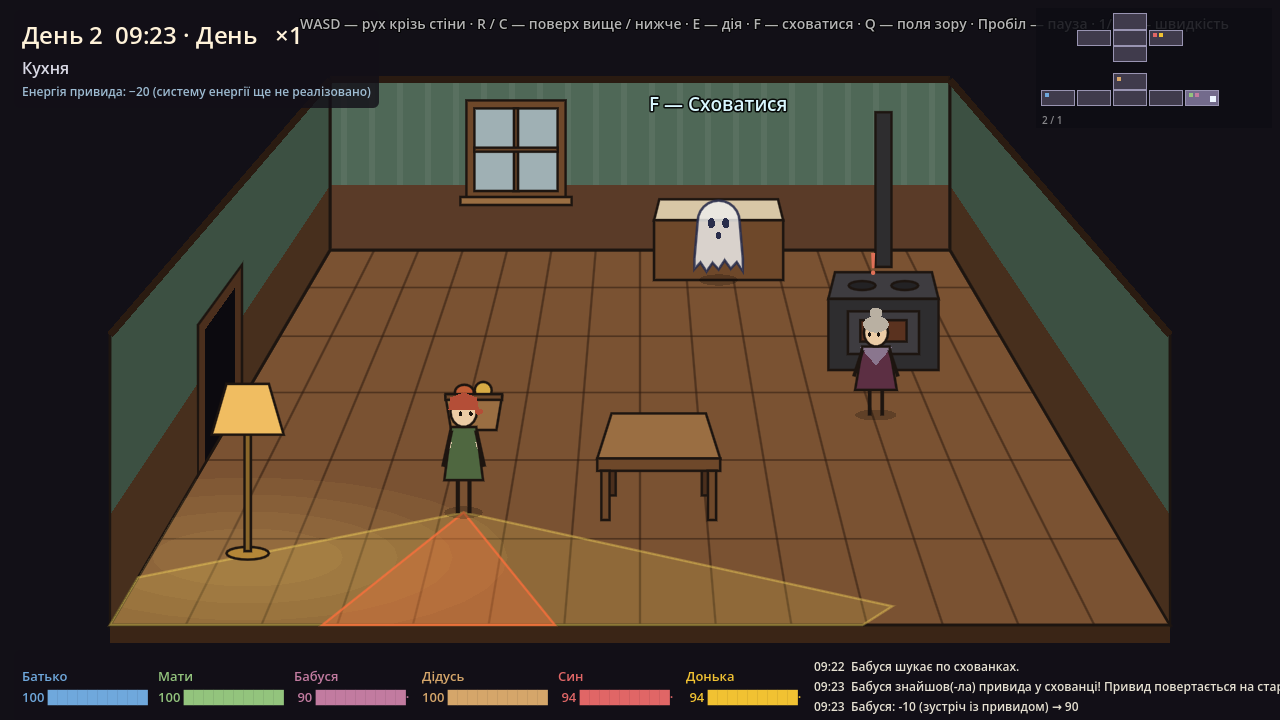 День 2 09:23 · День ×1
WASD — рух крізь стіни · R / C — поверх вище / нижче · E — дія · F — сховатися · Q — поля зору · Пробіл — пауза · 1/ — швидкість
Кухня
Енергія привида: −20 (систему енергії ще не реалізовано)
F — Сховатися
2 / 1
Батько
100
Мати
100
Бабуся
90
Дідусь
100
Син
94
Донька
94
09:22 Бабуся шукає по схованках.
09:23 Бабуся знайшов(-ла) привида у схованці! Привид повертається на стар
09:23 Бабуся: -10 (зустріч із привидом) → 90